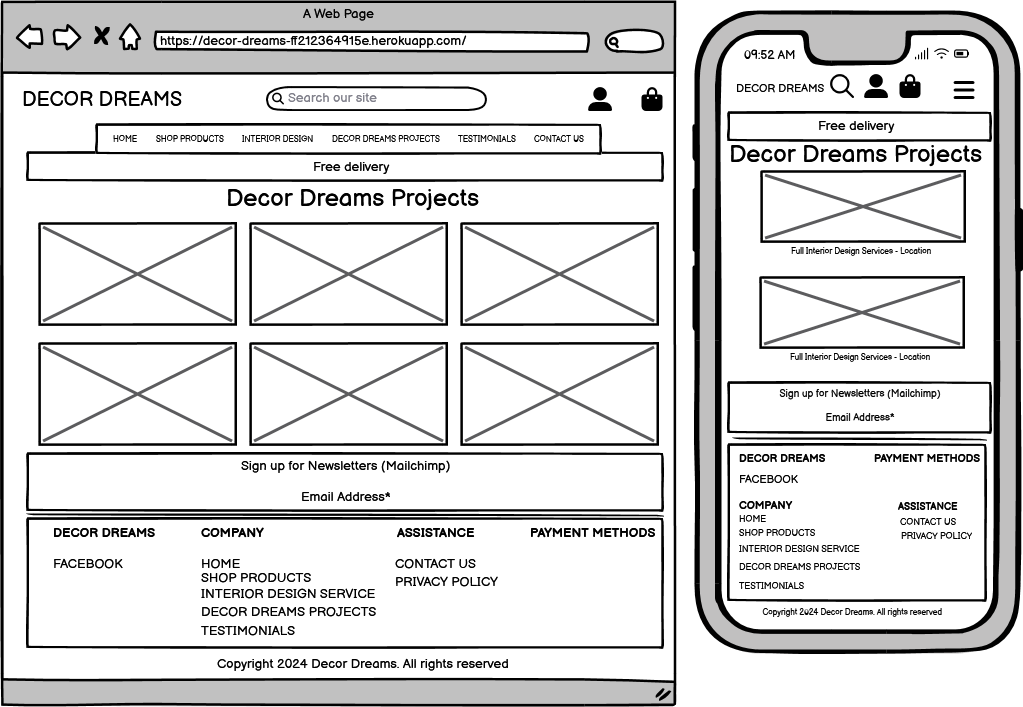 A Web Page
https://decor-dreams-ff212364915e.herokuapp.com/
DECOR DREAMS
Search our site
HOME SHOP PRODUCTS INTERIOR DESIGN DECOR DREAMS PROJECTS TESTIMONIALS CONTACT US
Free delivery
Decor Dreams Projects
Sign up for Newsletters (Mailchimp)
Email Address*
DECOR DREAMS COMPANY ASSISTANCE PAYMENT METHODS
FACEBOOK HOME CONTACT US
SHOP PRODUCTS
PRIVACY POLICY
INTERIOR DESIGN SERVICE
DECOR DREAMS PROJECTS
TESTIMONIALS
Copyright 2024 Decor Dreams. All rights reserved
09:52 AM
DECOR DREAMS
Free delivery
Decor Dreams Projects
Full Interior Design Services - Location
Full Interior Design Services - Location
Sign up for Newsletters (Mailchimp)
Email Address*
DECOR DREAMS PAYMENT METHODS
FACEBOOK
COMPANY ASSISTANCE
HOME CONTACT US
SHOP PRODUCTS PRIVACY POLICY
INTERIOR DESIGN SERVICE
DECOR DREAMS PROJECTS
TESTIMONIALS
Copyright 2024 Decor Dreams. All rights reserved